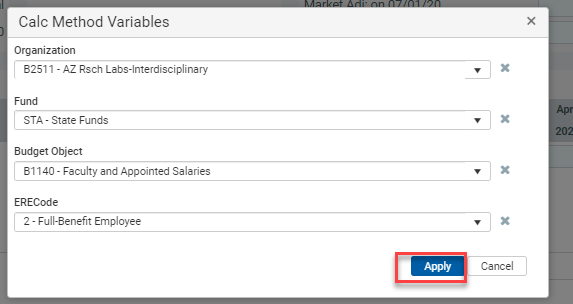 Market Adj: on 07/01/20
Calc Method Variables
Organization
B2511 - AZ Rsch Labs-Interdisciplinary
Fund
STA - State Funds
Budget Object
B1140 - Faculty and Appointed Salaries
ERECode
2 - Full-Benefit Employee
Apply Cancel
Apr
202